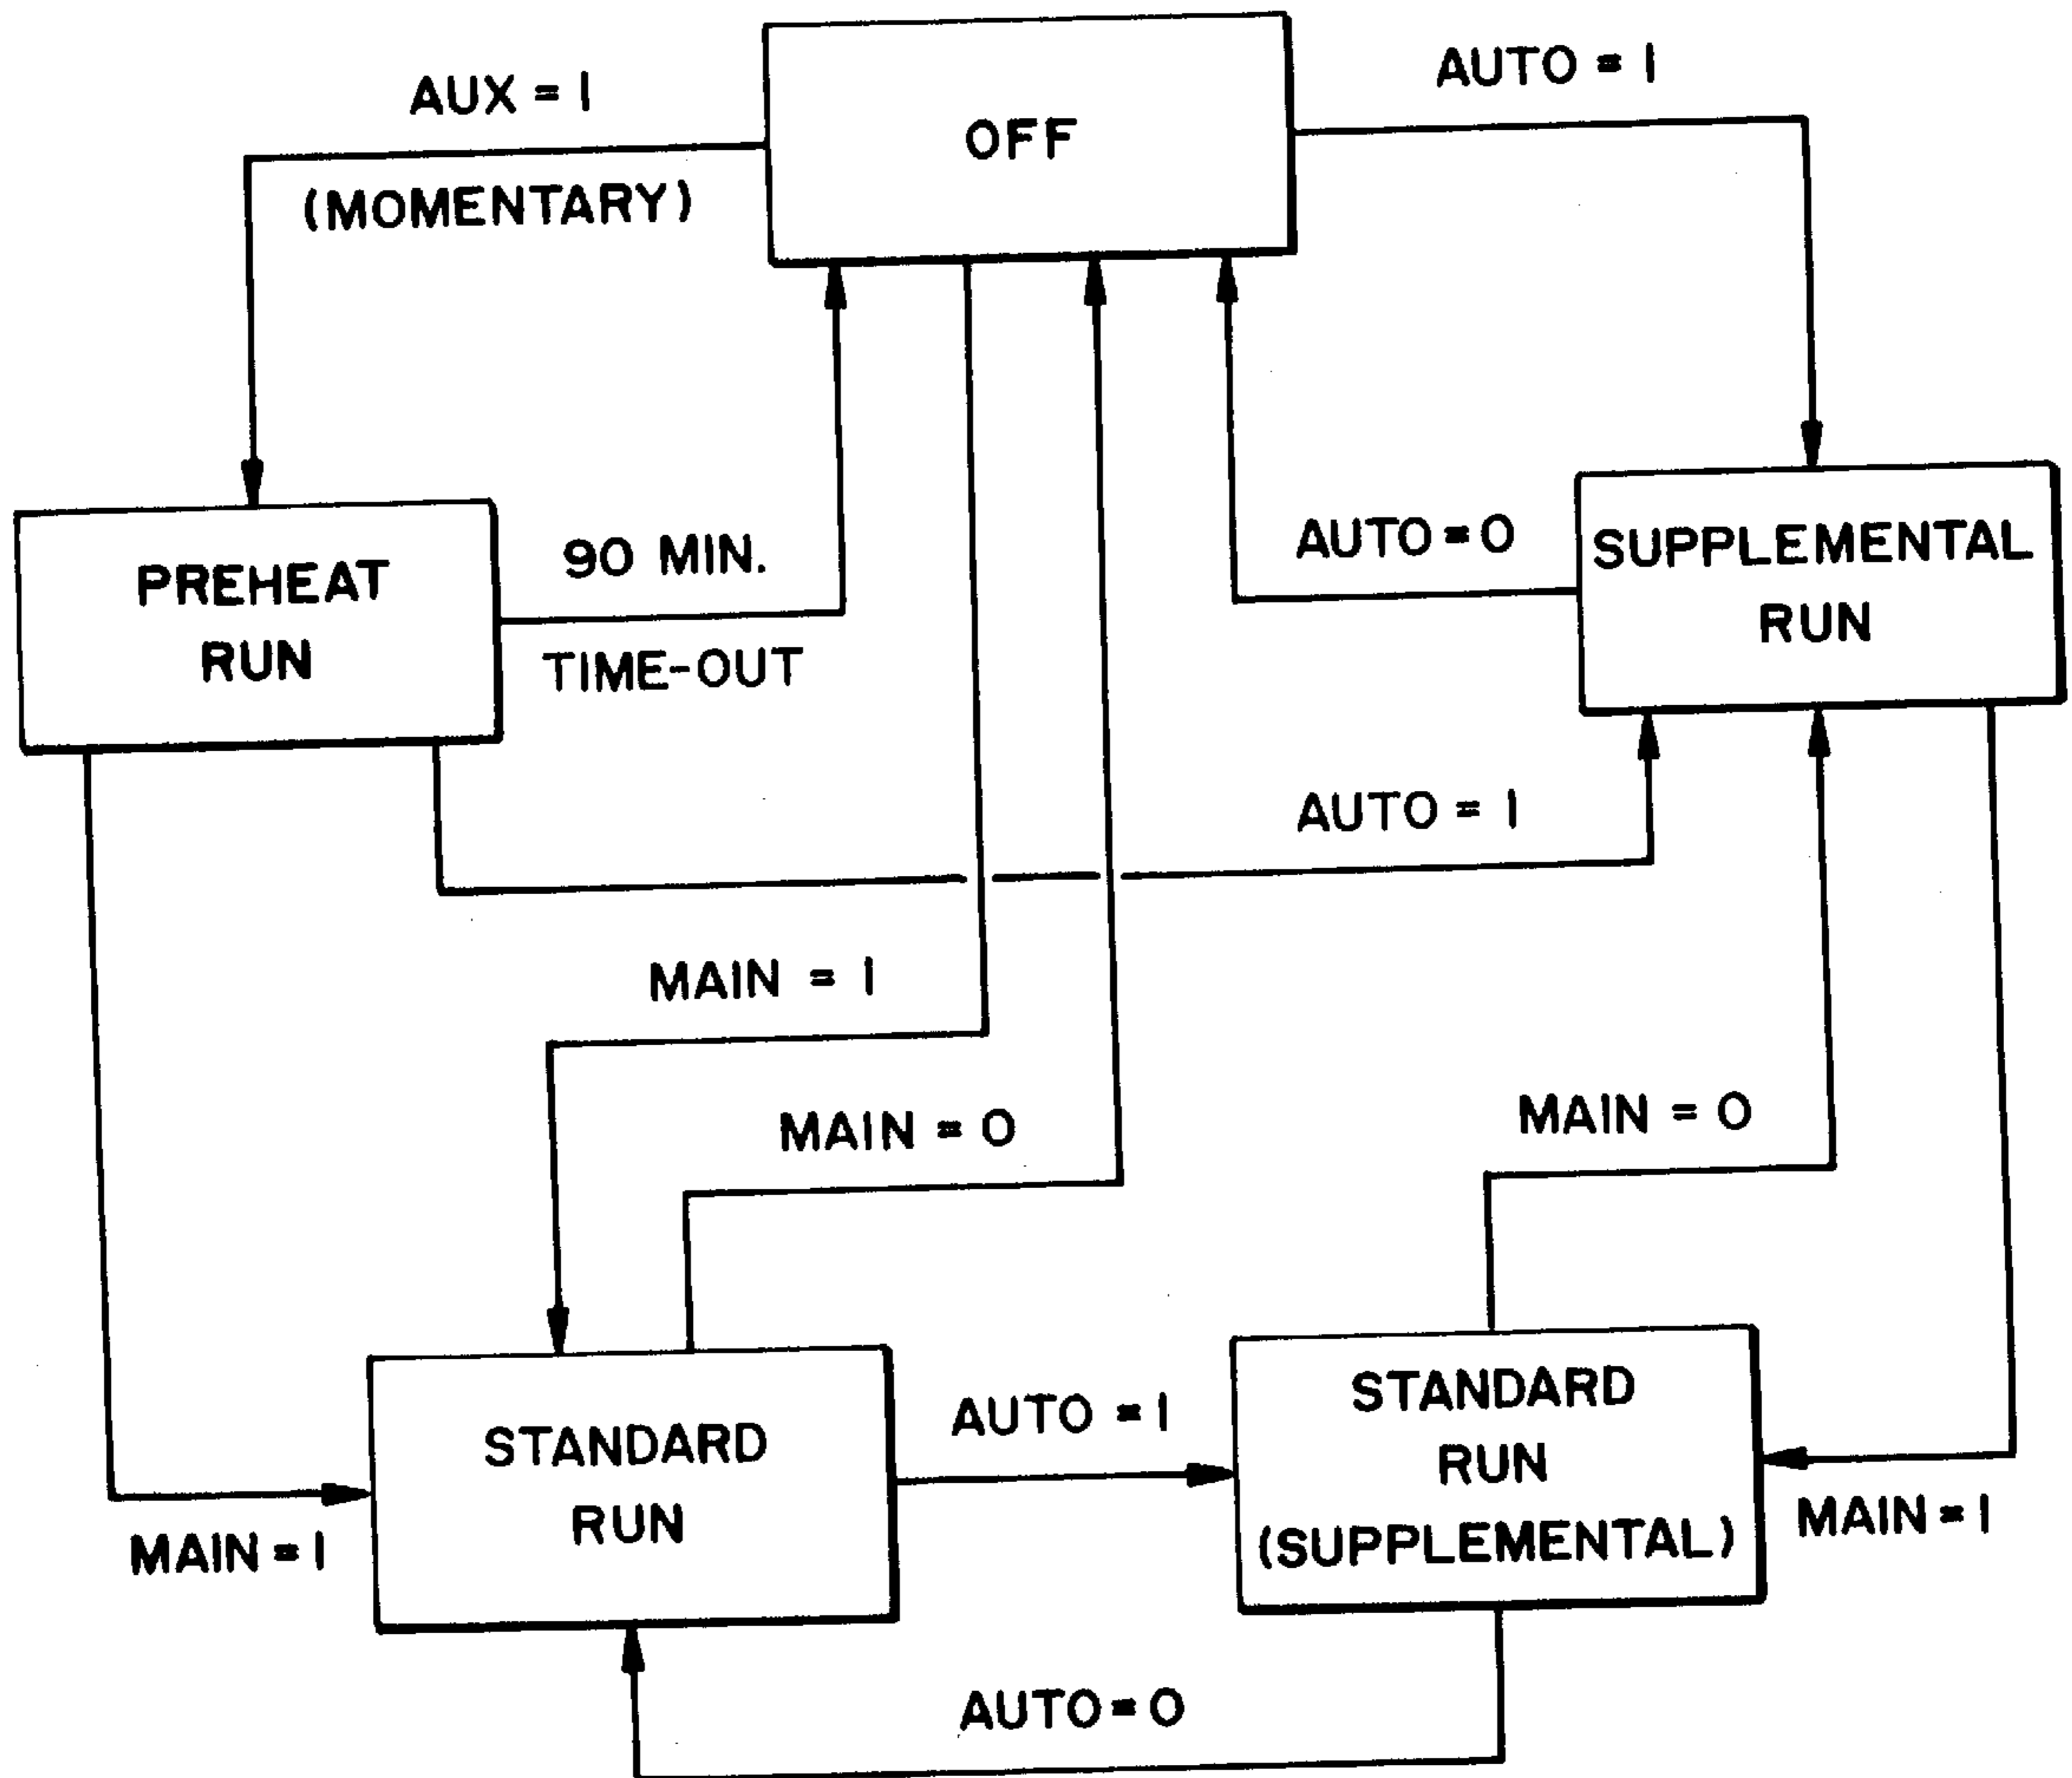 AUX = 1
(MOMENTARY)
OFF
AUTO = 1
PREHEAT
RUN
90 MIN.
TIME-OUT
AUTO = 0
SUPPLEMENTAL
RUN
AUTO = 1
MAIN = 1
MAIN = 0
MAIN = 0
MAIN = 1
STANDARD
RUN
AUTO = 1
STANDARD
RUN
(SUPPLEMENTAL)
MAIN = 1
AUTO = 0